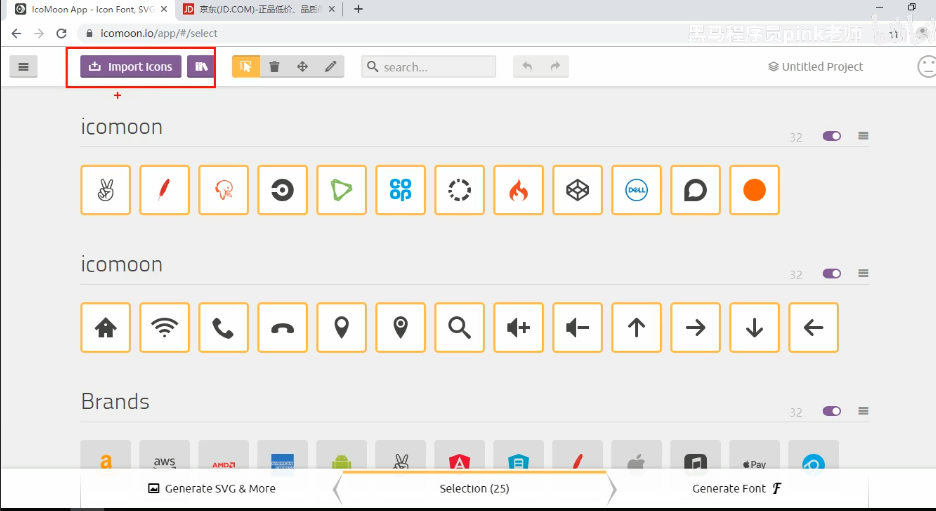 IcoMoon App - Icon Font, SVG
京东(JD.COM)-正品低价、品质
icomoon.io/app/#/select
黑马程序员pink老师
Import Icons
search...
Untitled Project
icomoon
32
icomoon
32
Brands
32
DELL
aws
AMD
Pay
Generate SVG & More
Selection (25)
Generate Font